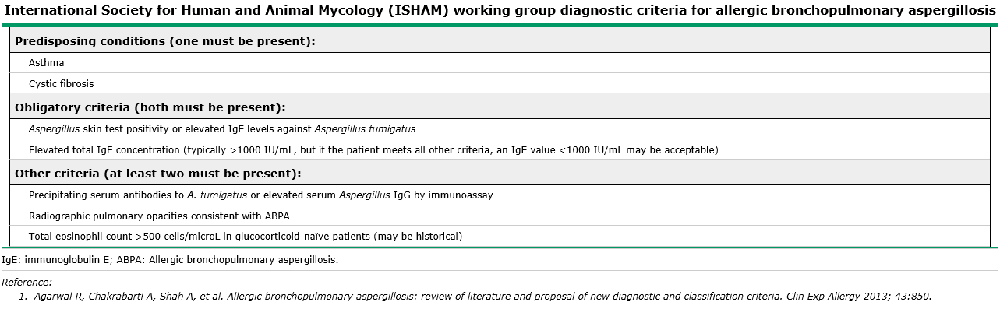 International Society for Human and Animal Mycology (ISHAM) working group diagnostic criteria for allergic bronchopulmonary aspergillosis
Predisposing conditions (one must be present):
Asthma
Cystic fibrosis
Obligatory criteria (both must be present):
Aspergillus skin test positivity or elevated IgE levels against Aspergillus fumigatus
Elevated total IgE concentration (typically >1000 IU/mL, but if the patient meets all other criteria, an IgE value <1000 IU/mL may be acceptable)
Other criteria (at least two must be present):
Precipitating serum antibodies to A. fumigatus or elevated serum Aspergillus IgG by immunoassay
Radiographic pulmonary opacities consistent with ABPA
Total eosinophil count >500 cells/microL in glucocorticoid-naïve patients (may be historical)
IgE: immunoglobulin E; ABPA: Allergic bronchopulmonary aspergillosis.
Reference:
1. Agarwal R, Chakrabarti A, Shah A, et al. Allergic bronchopulmonary aspergillosis: review of literature and proposal of new diagnostic and classification criteria. Clin Exp Allergy 2013; 43:850.